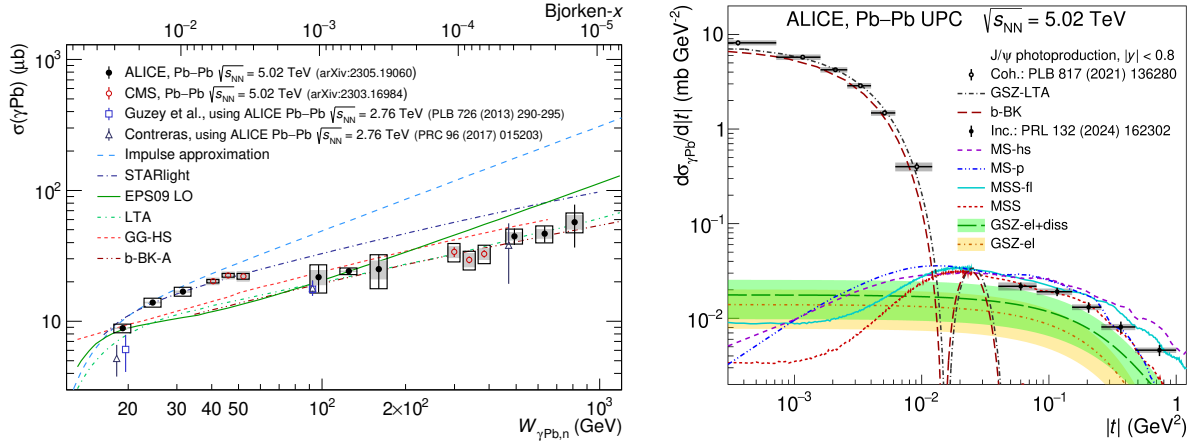 Bjorken-x
10⁻² 10⁻³ 10⁻⁴ 10⁻⁵
σ(γPb) (μb)
10³
10²
10
ALICE, Pb–Pb √sNN = 5.02 TeV (arXiv:2305.19060)
CMS, Pb–Pb √sNN = 5.02 TeV (arXiv:2303.16984)
Guzey et al., using ALICE Pb–Pb √sNN = 2.76 TeV (PLB 726 (2013) 290-295)
Contreras, using ALICE Pb–Pb √sNN = 2.76 TeV (PRC 96 (2017) 015203)
Impulse approximation
STARlight
EPS09 LO
LTA
GG-HS
b-BK-A
20 30 40 50 10² 2×10² 10³
WγPb,n (GeV)
dσγPb/d|t| (mb GeV⁻²)
10
1
10⁻¹
10⁻²
ALICE, Pb–Pb UPC √sNN = 5.02 TeV
J/ψ photoproduction, |y| < 0.8
Coh.: PLB 817 (2021) 136280
GSZ-LTA
b-BK
Inc.: PRL 132 (2024) 162302
MS-hs
MS-p
MSS-fl
MSS
GSZ-el+diss
GSZ-el
10⁻³ 10⁻² 10⁻¹ 1
|t| (GeV²)